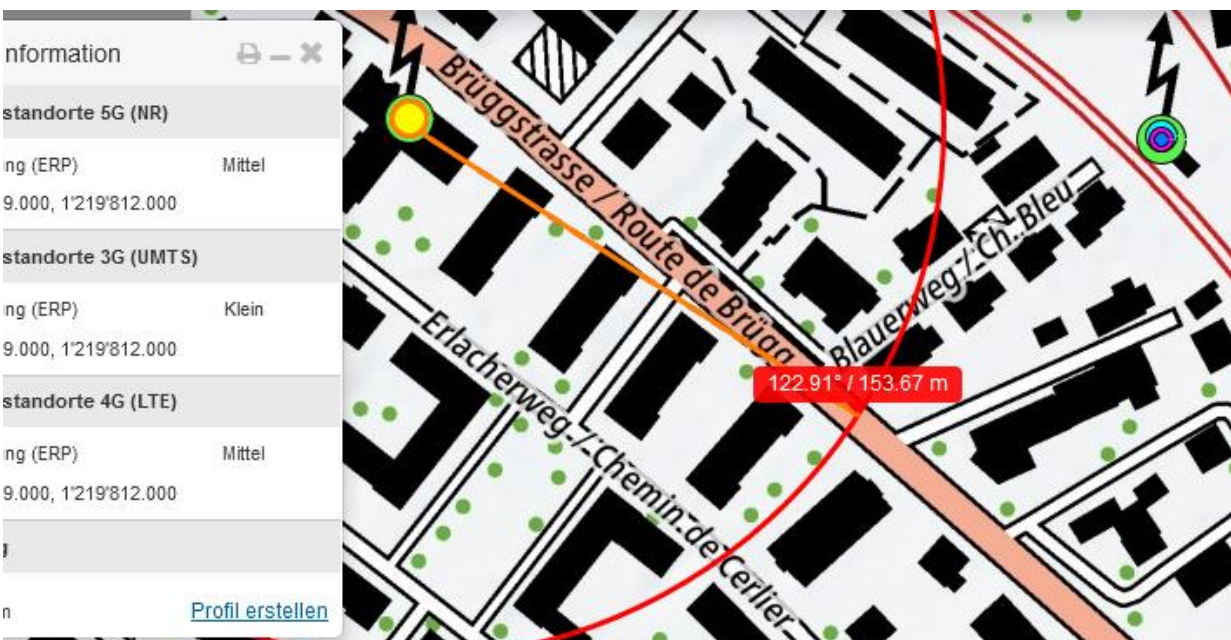 nformation
standorte 5G (NR)
ng (ERP) Mittel
9.000, 1'219'812.000
standorte 3G (UMTS)
ng (ERP) Klein
9.000, 1'219'812.000
standorte 4G (LTE)
ng (ERP) Mittel
9.000, 1'219'812.000
g
m Profil erstellen
Brüggstrasse / Route de Brügg
Blauerweg / Ch. Bleu
122.91° / 153.67 m
Erlacherweg / Chemin de Cerlier